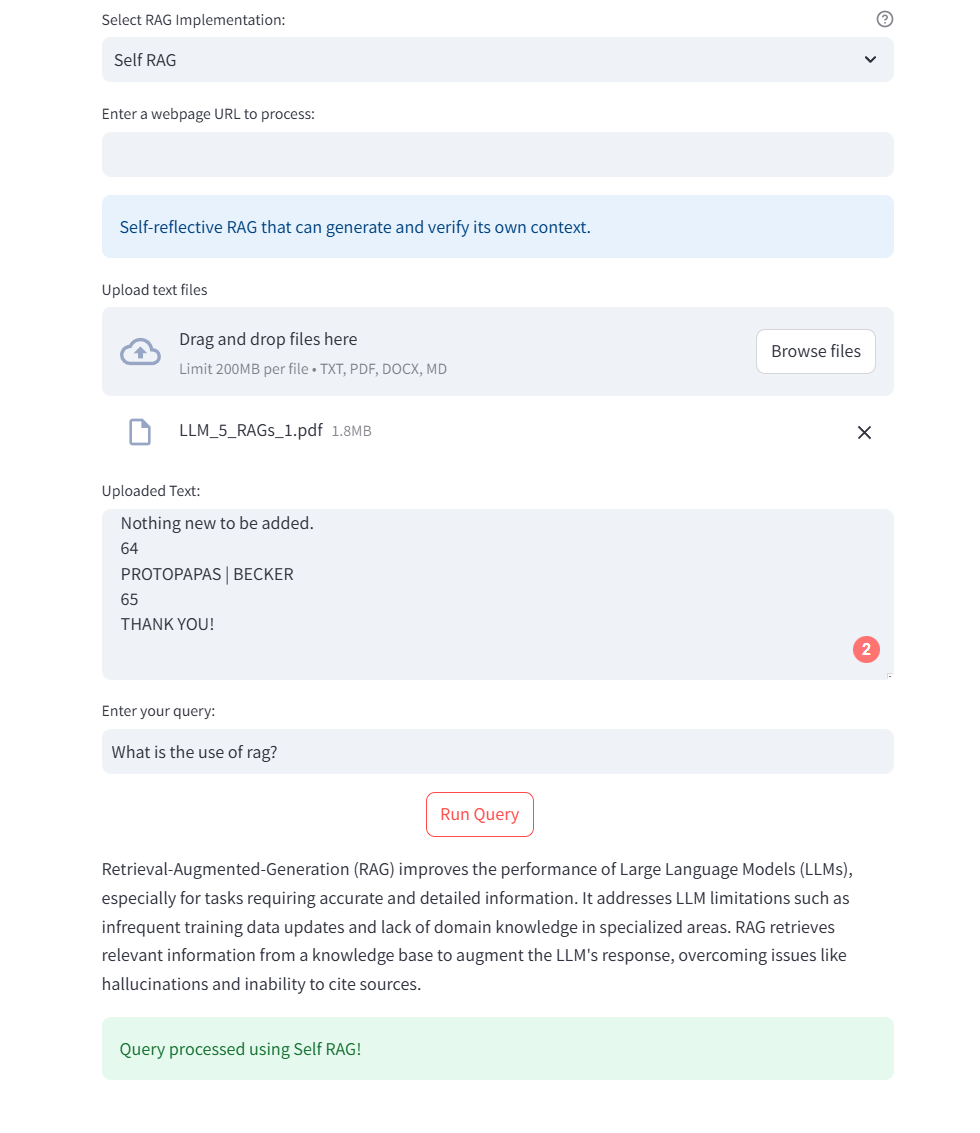 Select RAG Implementation:
Self RAG
Enter a webpage URL to process:
Self-reflective RAG that can generate and verify its own context.
Upload text files
Drag and drop files here
Limit 200MB per file • TXT, PDF, DOCX, MD
Browse files
LLM_5_RAGs_1.pdf 1.8MB
Uploaded Text:
Nothing new to be added.
64
PROTOPAPAS | BECKER
65
THANK YOU!
2
Enter your query:
What is the use of rag?
Run Query
Retrieval-Augmented-Generation (RAG) improves the performance of Large Language Models (LLMs),
especially for tasks requiring accurate and detailed information. It addresses LLM limitations such as
infrequent training data updates and lack of domain knowledge in specialized areas. RAG retrieves
relevant information from a knowledge base to augment the LLM's response, overcoming issues like
hallucinations and inability to cite sources.
Query processed using Self RAG!